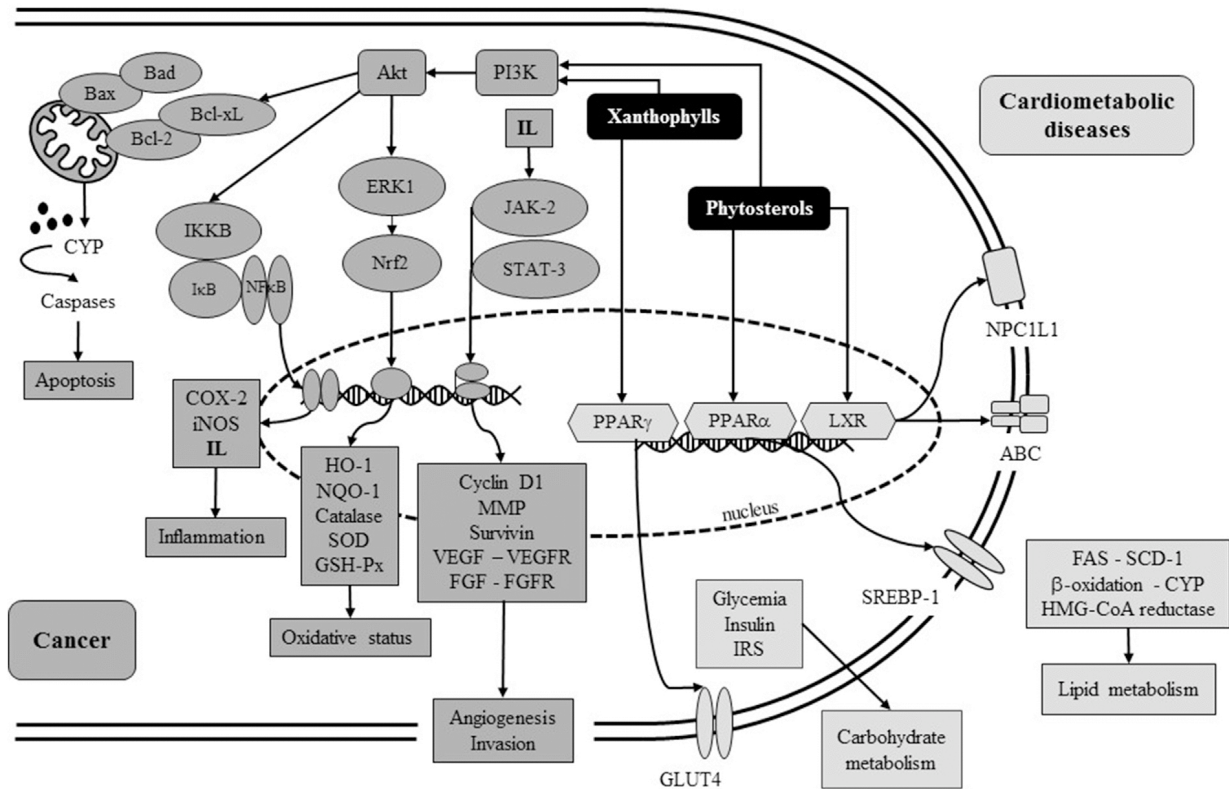 Bad
Bax
Bcl-xL
Bcl-2
Akt
PI3K
Xanthophylls
Cardiometabolic
diseases
IL
ERK1
JAK-2
Phytosterols
CYP
IKKB
Nrf2
STAT-3
IκB
NFκB
Caspases
NPC1L1
Apoptosis
COX-2
iNOS
IL
PPARγ
PPARα
LXR
ABC
HO-1
NQO-1
Catalase
SOD
GSH-Px
Cyclin D1
MMP
Survivin
VEGF – VEGFR
FGF - FGFR
nucleus
Inflammation
SREBP-1
FAS - SCD-1
β-oxidation - CYP
HMG-CoA reductase
Glycemia
Insulin
IRS
Cancer
Oxidative status
Lipid metabolism
Angiogenesis
Invasion
Carbohydrate
metabolism
GLUT4